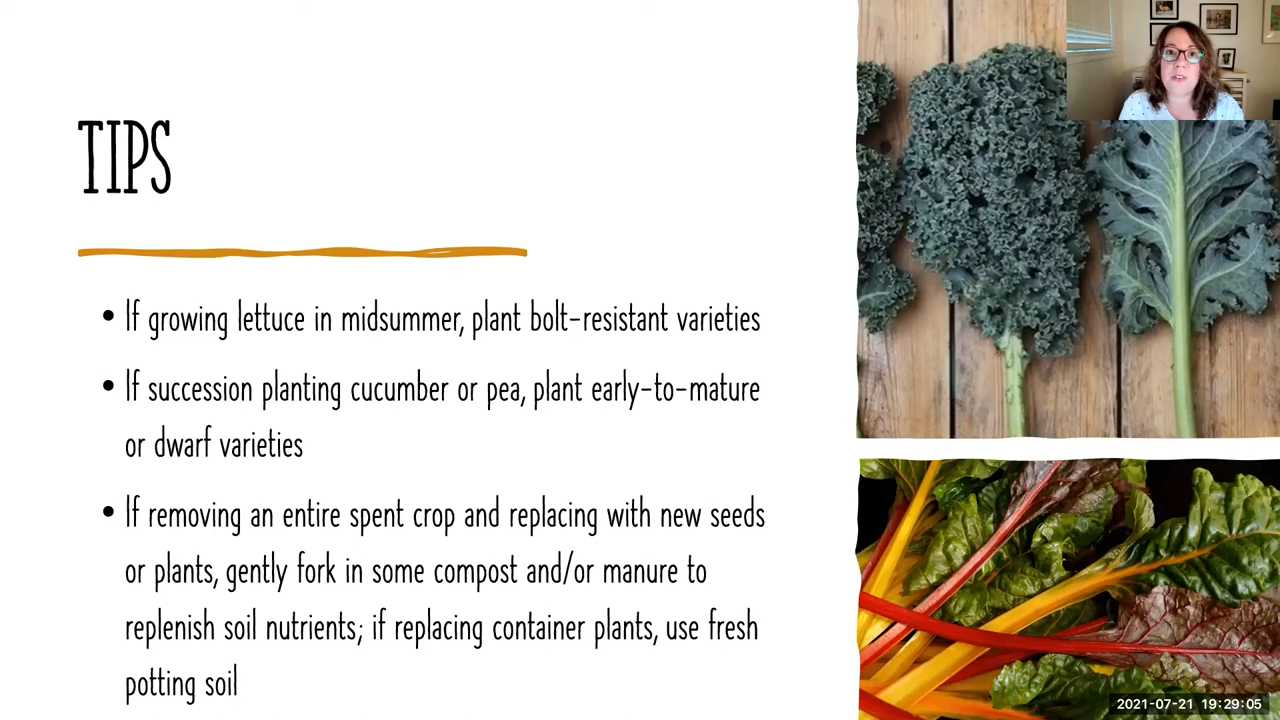 TIPS
• If growing lettuce in midsummer, plant bolt-resistant varieties
• If succession planting cucumber or pea, plant early-to-mature
or dwarf varieties
• If removing an entire spent crop and replacing with new seeds
or plants, gently fork in some compost and/or manure to
replenish soil nutrients; if replacing container plants, use fresh
potting soil
2021-07-21 19:29:05